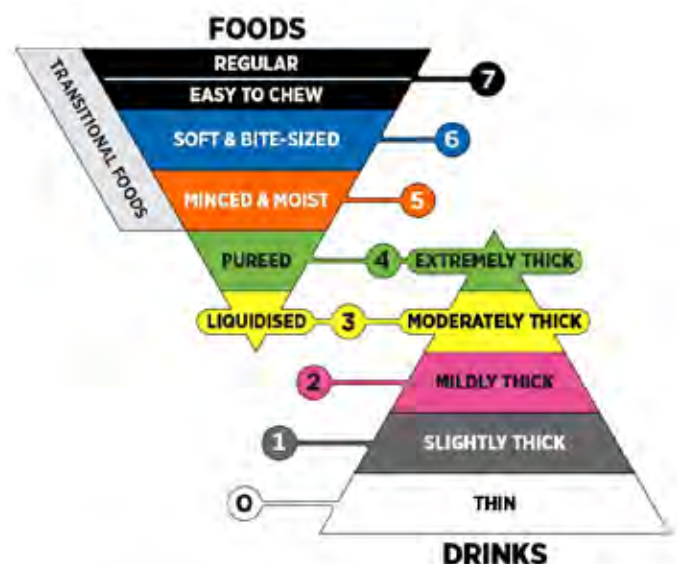 FOODS
REGULAR
EASY TO CHEW
7
TRANSITIONAL FOODS
SOFT & BITE-SIZED
6
MINCED & MOIST
5
PUREED
4
EXTREMELY THICK
LIQUIDISED
3
MODERATELY THICK
2
MILDLY THICK
1
SLIGHTLY THICK
0
THIN
DRINKS